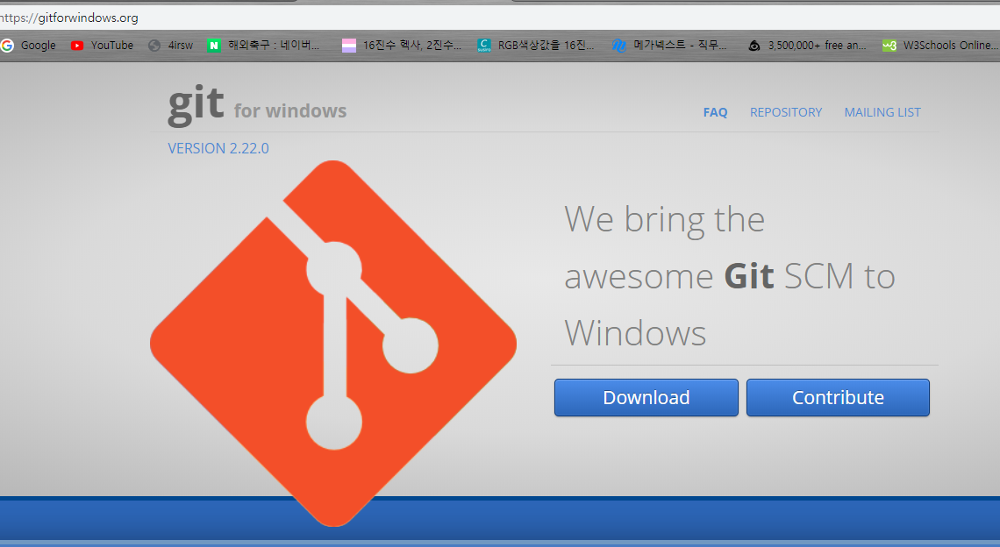 https://gitforwindows.org
Google YouTube 4irsw 해외축구 : 네이버... 16진수 헥사, 2진수... RGB색상값을 16진... 메가넥스트 - 직무... 3,500,000+ free an... W3Schools Online...
git for windows
FAQ REPOSITORY MAILING LIST
VERSION 2.22.0
We bring the
awesome Git SCM to
Windows
Download Contribute